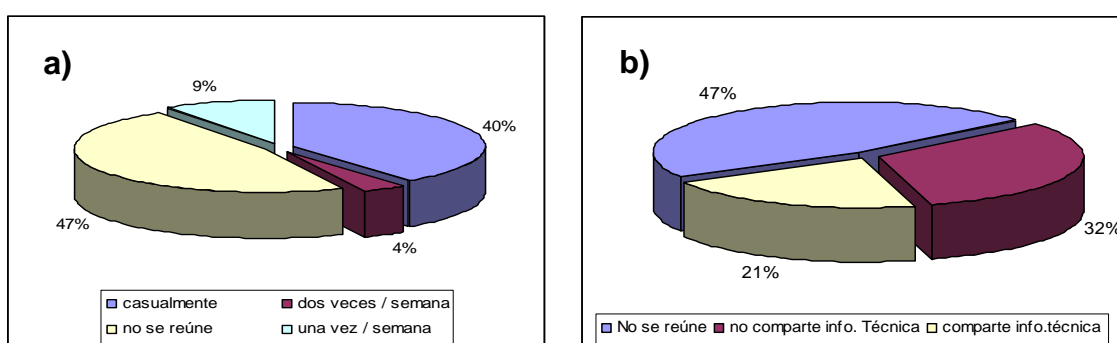 a)
9%
40%
47%
4%
casualmente
dos veces / semana
no se reúne
una vez / semana
b)
47%
32%
21%
No se reúne
no comparte info. Técnica
comparte info.técnica